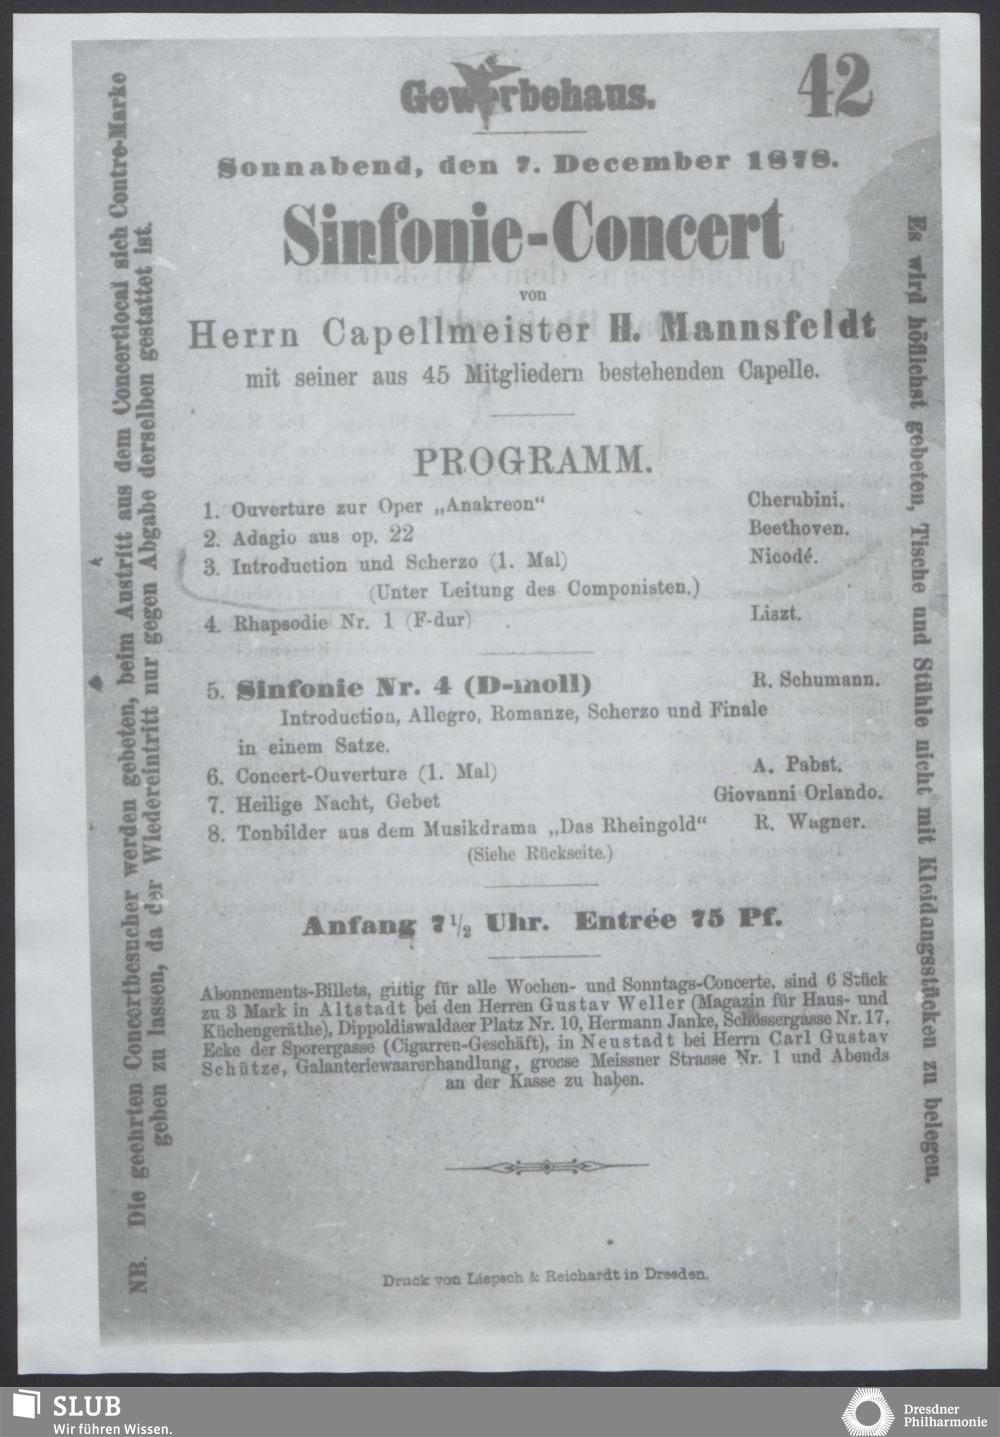 Gewerbehaus.
42
Sonnabend, den 7. December 1878.
Sinfonie-Concert
von
Herrn Capellmeister H. Mannsfeldt
mit seiner aus 45 Mitgliedern bestehenden Capelle.
PROGRAMM.
1. Ouverture zur Oper „Anakreon“ Cherubini.
2. Adagio aus op. 22 Beethoven.
3. Introduction und Scherzo (1. Mal) Nicodé.
(Unter Leitung des Componisten.)
4. Rhapsodie Nr. 1 (F-dur) Liszt.
5. Sinfonie Nr. 4 (D-moll) R. Schumann.
Introduction, Allegro, Romanze, Scherzo und Finale
in einem Satze.
6. Concert-Ouverture (1. Mal) A. Pabst.
7. Heilige Nacht, Gebet Giovanni Orlando.
8. Tonbilder aus dem Musikdrama „Das Rheingold“ R. Wagner.
(Siehe Rückseite.)
Anfang 7 1/2 Uhr. Entrée 75 Pf.
Abonnements-Billets, giltig für alle Wochen- und Sonntags-Concerte, sind 6 Stück
zu 3 Mark in Altstadt bei den Herren Gustav Weller (Magazin für Haus- und
Küchengeräthe), Dippoldiswaldaer Platz Nr. 10, Hermann Janke, Schössergasse Nr. 17,
Ecke der Sporergasse (Cigarren-Geschäft), in Neustadt bei Herrn Carl Gustav
Schütze, Galanteriewaarenhandlung, grosse Meissner Strasse Nr. 1 und Abends
an der Kasse zu haben.
Druck von Liepsch & Reichardt in Dresden.
NB. Die geehrten Concertbesucher werden gebeten, beim Austritt aus dem Concertlocal sich Contre-Marke
geben zu lassen, da der Wiedereintritt nur gegen Abgabe derselben gestattet ist.
Es wird höflichst gebeten, Tische und Stühle nicht mit Kleidungsstücken zu belegen.
SLUB
Wir führen Wissen.
Dresdner
Philharmonie